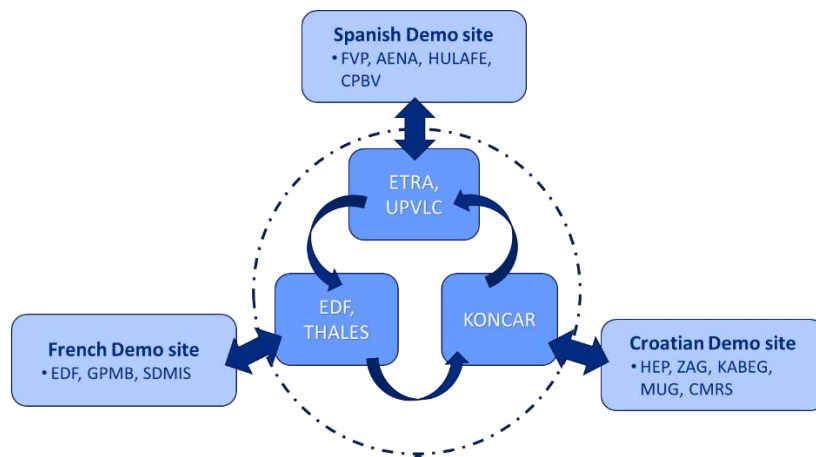 Spanish Demo site
• FVP, AENA, HULAFE,
CPBV
ETRA,
UPVLC
EDF,
THALES
KONCAR
French Demo site
• EDF, GPMB, SDMIS
Croatian Demo site
• HEP, ZAG, KABEG,
MUG, CMRS